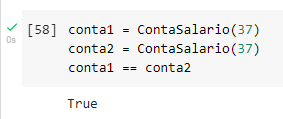 [58] conta1 = ContaSalario(37)
0s conta2 = ContaSalario(37)
conta1 == conta2
True